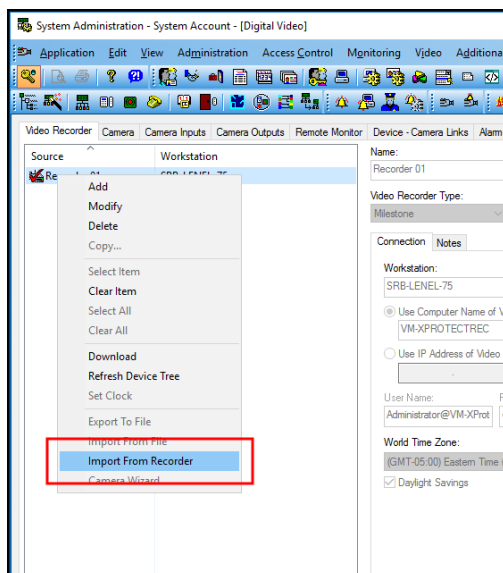 System Administration - System Account - [Digital Video]
Application Edit View Administration Access Control Monitoring Video Additiona
Video Recorder Camera Camera Inputs Camera Outputs Remote Monitor Device - Camera Links Alarm
Source Workstation
Name:
Recorder 01
Add
Modify
Delete
Copy...
Select Item
Clear Item
Select All
Clear All
Download
Refresh Device Tree
Set Clock
Export To File
Import From File
Import From Recorder
Camera Wizard
Video Recorder Type:
Milestone
Connection Notes
Workstation:
SRB-LENEL-75
Use Computer Name of V
VM-XPROTECTREC
Use IP Address of Video
User Name:
Administrator@VM-XProt
World Time Zone:
(GMT-05:00) Eastern Time
Daylight Savings